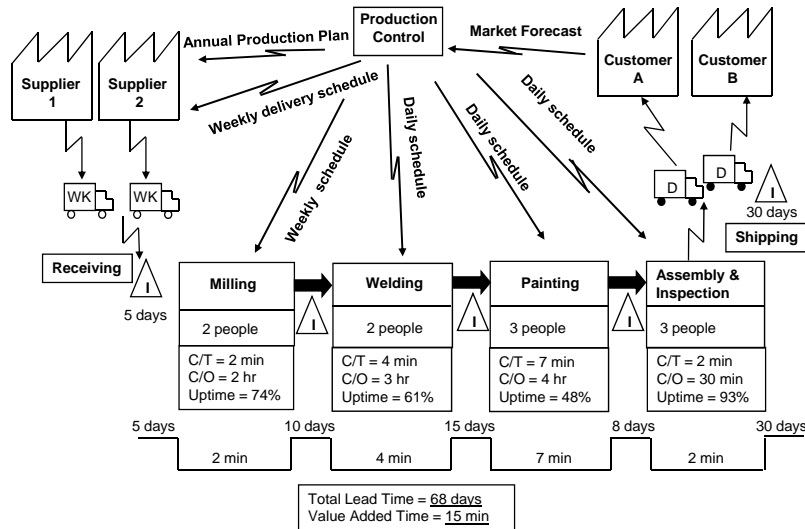 Production
Control
Annual Production Plan
Market Forecast
Supplier
1
Supplier
2
Customer
A
Customer
B
Weekly delivery schedule
Weekly schedule
Daily schedule
Daily schedule
Daily schedule
WK
WK
D
D
I
30 days
Shipping
Receiving
I
5 days
Milling
2 people
C/T = 2 min
C/O = 2 hr
Uptime = 74%
I
Welding
2 people
C/T = 4 min
C/O = 3 hr
Uptime = 61%
I
Painting
3 people
C/T = 7 min
C/O = 4 hr
Uptime = 48%
I
Assembly &
Inspection
3 people
C/T = 2 min
C/O = 30 min
Uptime = 93%
5 days
10 days
15 days
8 days
30 days
2 min
4 min
7 min
2 min
Total Lead Time = 68 days
Value Added Time = 15 min